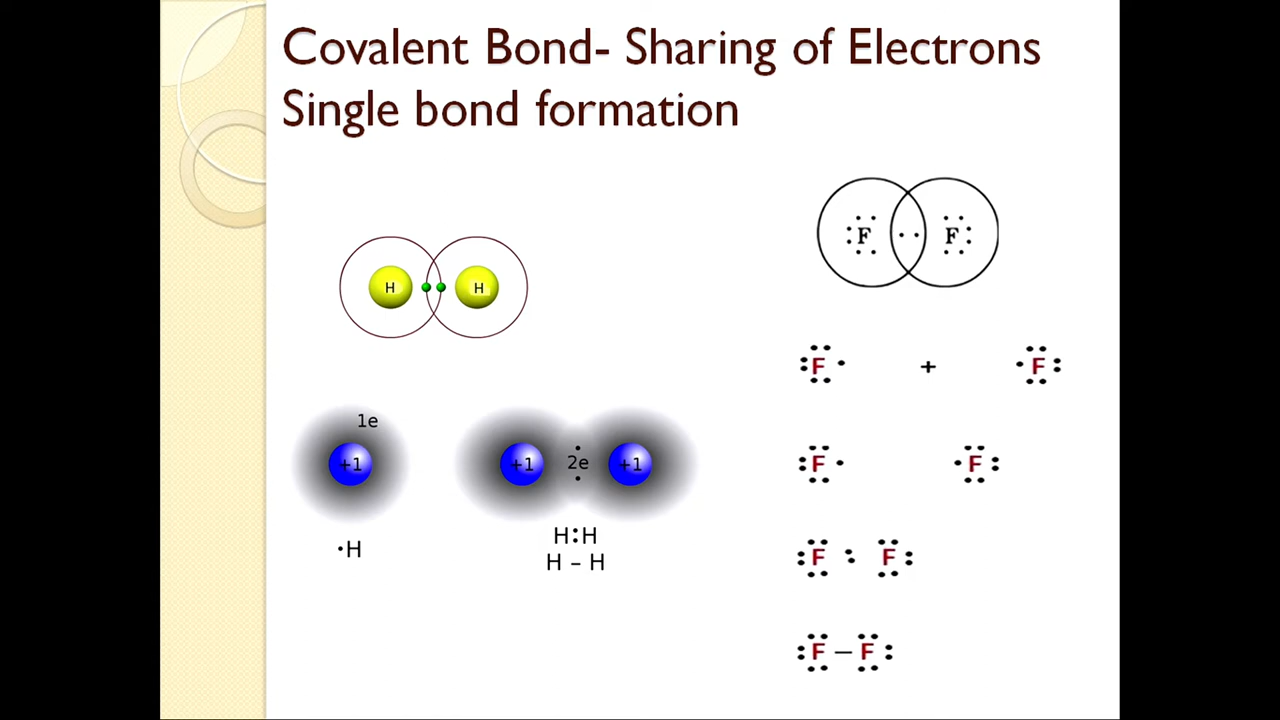 Covalent Bond- Sharing of Electrons
Single bond formation
H H
1e
+1
+1 2e +1
·H
H:H
H – H
:F ·· F:
:F· + ·F:
:F· ·F:
:F : F:
:F – F: